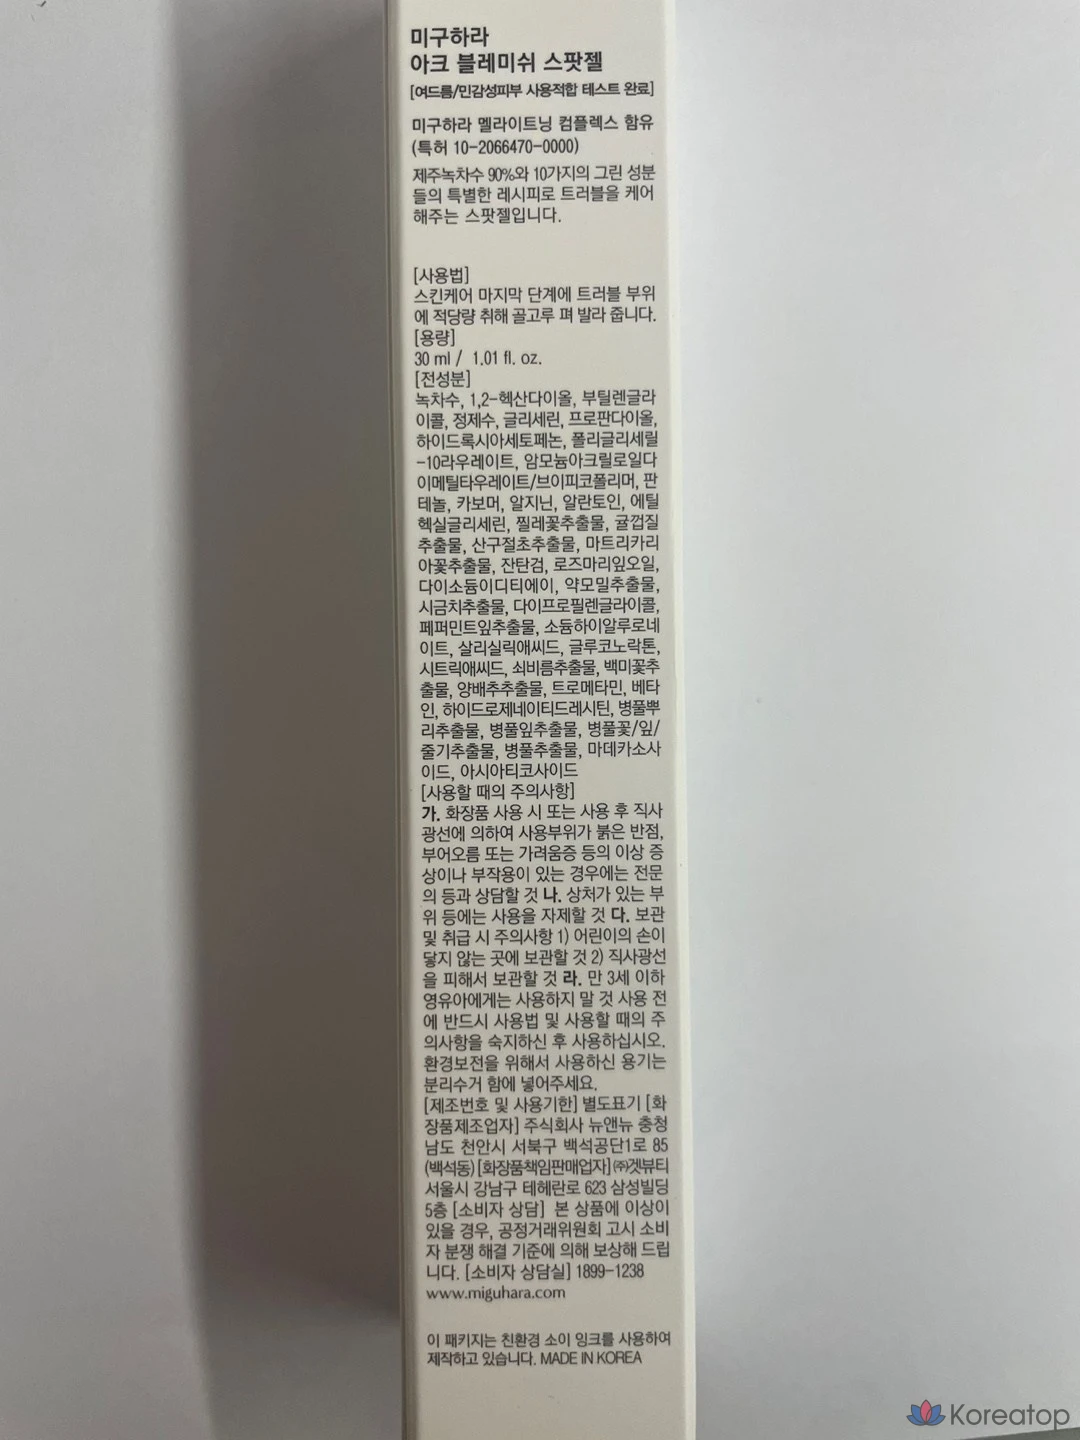 미구하라
아크 블레미쉬 스팟젤
[여드름/민감성피부 사용적합 테스트 완료]
미구하라 멜라이트닝 컴플렉스 함유
(특허 10-2066470-0000)
제주녹차수 90%와 10가지의 그린 성분
들의 특별한 레시피로 트러블을 케어
해주는 스팟젤입니다.
[사용법]
스킨케어 마지막 단계에 트러블 부위
에 적당량 취해 골고루 펴 발라 줍니다.
[용량]
30 ml / 1.01 fl. oz.
[전성분]
녹차수, 1,2-헥산다이올, 부틸렌글라
이콜, 정제수, 글리세린, 프로판다이올,
하이드록시아세토페논, 폴리글리세릴
-10라우레이트, 암모늄아크릴로일다
이메틸타우레이트/브이피코폴리머, 판
테놀, 카보머, 알지닌, 알란토인, 에틸
헥실글리세린, 찔레꽃추출물, 귤껍질
추출물, 산구절초추출물, 마트리카리
아꽃추출물, 잔탄검, 로즈마리잎오일,
다이소듐이디티에이, 약모밀추출물,
시금치추출물, 다이프로필렌글라이콜,
페퍼민트잎추출물, 소듐하이알루로네
이트, 살리실릭애씨드, 글루코노락톤,
시트릭애씨드, 쇠비름추출물, 백미꽃추
출물, 양배추추출물, 트로메타민, 베타
인, 하이드로제네이티드레시틴, 병풀뿌
리추출물, 병풀잎추출물, 병풀꽃/잎/
줄기추출물, 병풀추출물, 마데카소사
이드, 아시아티코사이드
[사용할 때의 주의사항]
가. 화장품 사용 시 또는 사용 후 직사
광선에 의하여 사용부위가 붉은 반점,
부어오름 또는 가려움증 등의 이상 증
상이나 부작용이 있는 경우에는 전문
의 등과 상담할 것 나. 상처가 있는 부
위 등에는 사용을 자제할 것 다. 보관
및 취급 시 주의사항 1) 어린이의 손이
닿지 않는 곳에 보관할 것 2) 직사광선
을 피해서 보관할 것 라. 만 3세 이하
영유아에게는 사용하지 말 것 사용 전
에 반드시 사용법 및 사용할 때의 주
의사항을 숙지하신 후 사용하십시오.
환경보전을 위해서 사용하신 용기는
분리수거 함에 넣어주세요.
[제조번호 및 사용기한] 별도표기 [화
장품제조업자] 주식회사 뉴앤뉴 충청
남도 천안시 서북구 백석공단1로 85
(백석동) [화장품책임판매업자] ㈜겟뷰티
서울시 강남구 테헤란로 623 삼성빌딩
5층 [소비자 상담] 본 상품에 이상이
있을 경우, 공정거래위원회 고시 소비
자 분쟁 해결 기준에 의해 보상해 드립
니다. [소비자 상담실] 1899-1238
www.miguhara.com
이 패키지는 친환경 소이 잉크를 사용하여
제작하고 있습니다. MADE IN KOREA
Koreatop